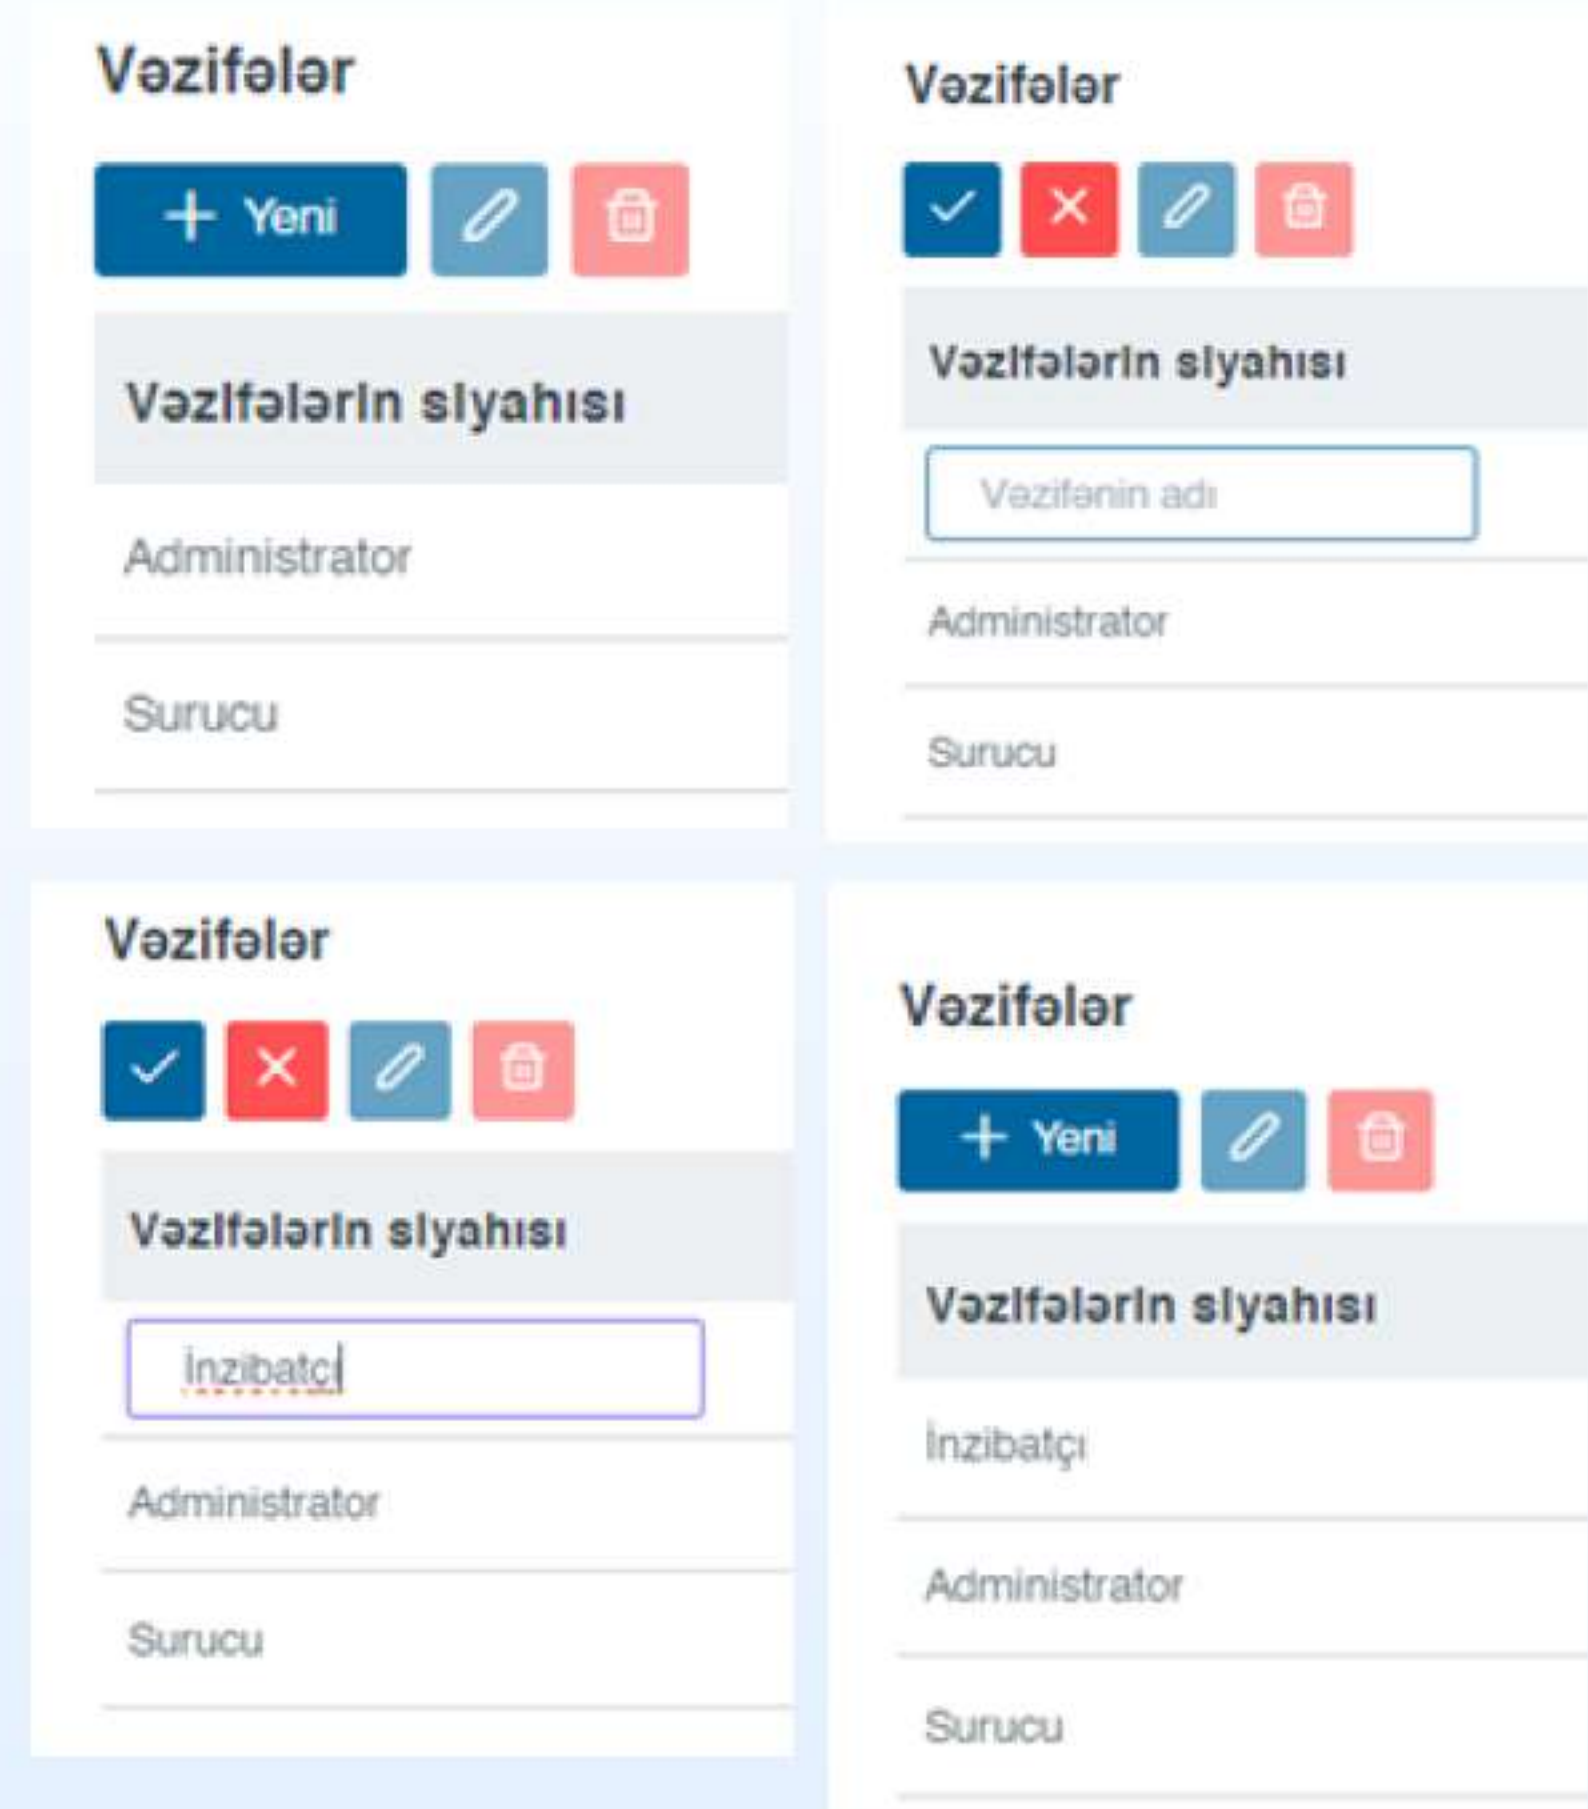 Vəzifələr
Yeni
Vəzifələrin siyahısı
Administrator
Surucu
Vəzifələr
Vəzifələrin siyahısı
Vəzifənin adı
Administrator
Surucu
Vəzifələr
Vəzifələrin siyahısı
İnzibatçı
Administrator
Surucu
Vəzifələr
Yeni
Vəzifələrin siyahısı
İnzibatçı
Administrator
Surucu